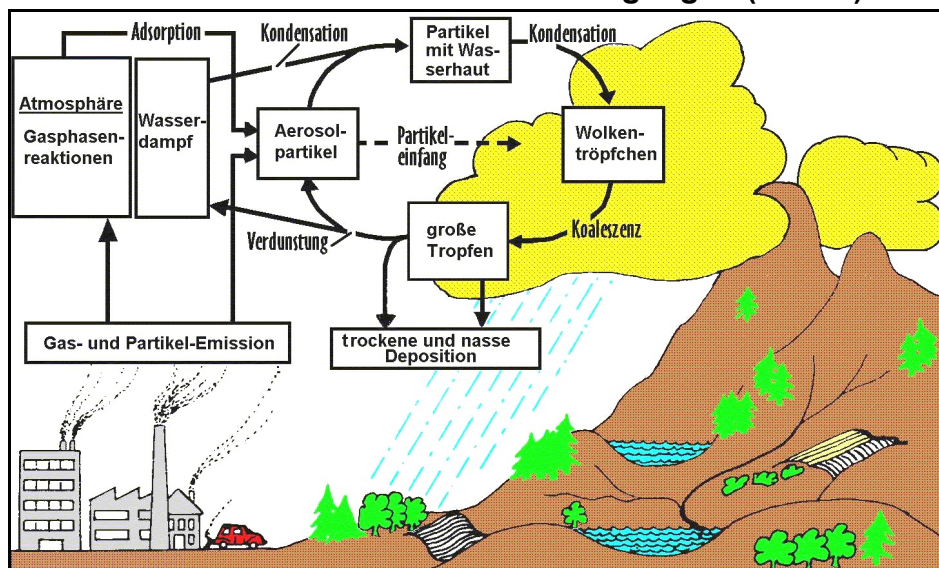 Adsorption
Kondensation
Partikel
mit Was-
serhaut
Kondensation
Atmosphäre
Gasphasen-
reaktionen
Wasser-
dampf
Aerosol-
partikel
Partikel-
einfang
Wolken-
tröpfchen
Verdunstung
große
Tropfen
Koaleszenz
Gas- und Partikel-Emission
trockene und nasse
Deposition